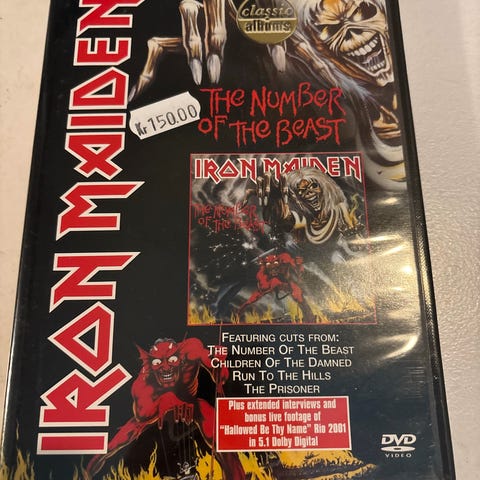 IRON MAIDEN
classic
albums
Kr 150.00
THE NUMBER
OF THE BEAST
IRON MAIDEN
THE NUMBER
OF THE BEAST
FEATURING CUTS FROM:
THE NUMBER OF THE BEAST
CHILDREN OF THE DAMNED
RUN TO THE HILLS
THE PRISONER
Plus extended interviews and
bonus live footage of
"Hallowed Be Thy Name" Rio 2001
in 5.1 Dolby Digital
DVD
VIDEO